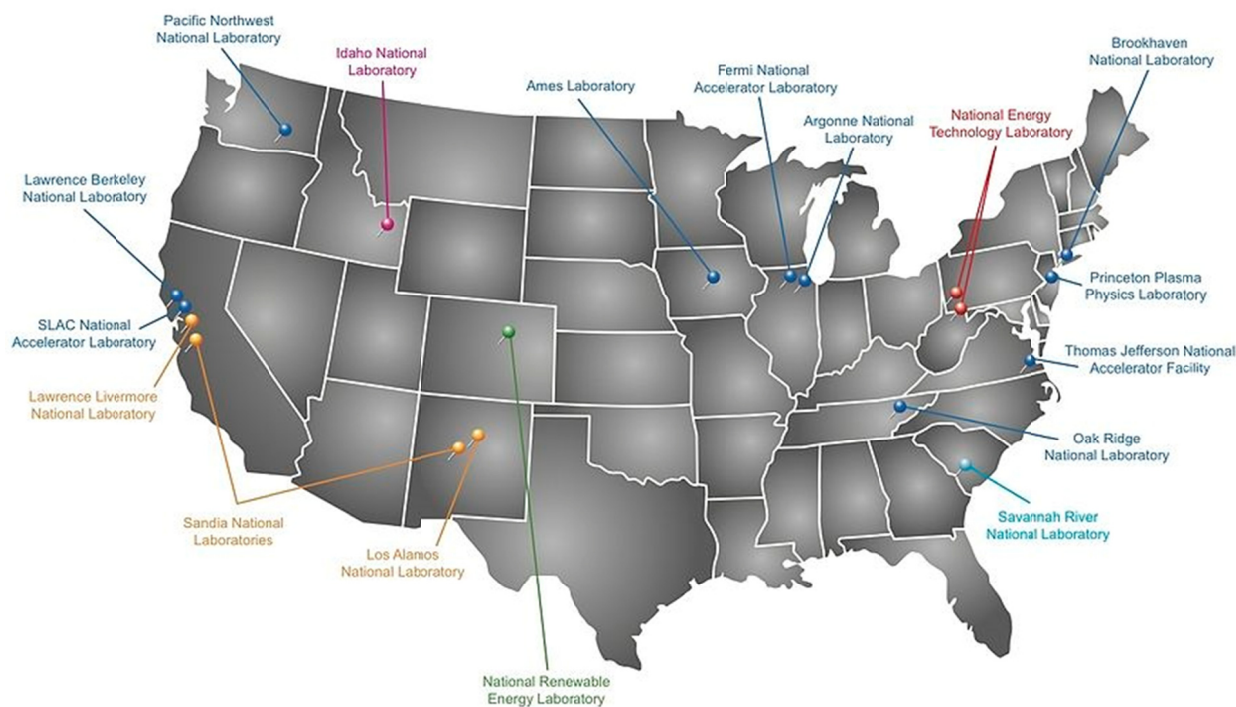 Pacific Northwest
National Laboratory
Idaho National
Laboratory
Ames Laboratory
Fermi National
Accelerator Laboratory
Argonne National
Laboratory
Brookhaven
National Laboratory
National Energy
Technology Laboratory
Lawrence Berkeley
National Laboratory
SLAC National
Accelerator Laboratory
Lawrence Livermore
National Laboratory
Princeton Plasma
Physics Laboratory
Thomas Jefferson National
Accelerator Facility
Oak Ridge
National Laboratory
Savannah River
National Laboratory
Sandia National
Laboratories
Los Alamos
National Laboratory
National Renewable
Energy Laboratory